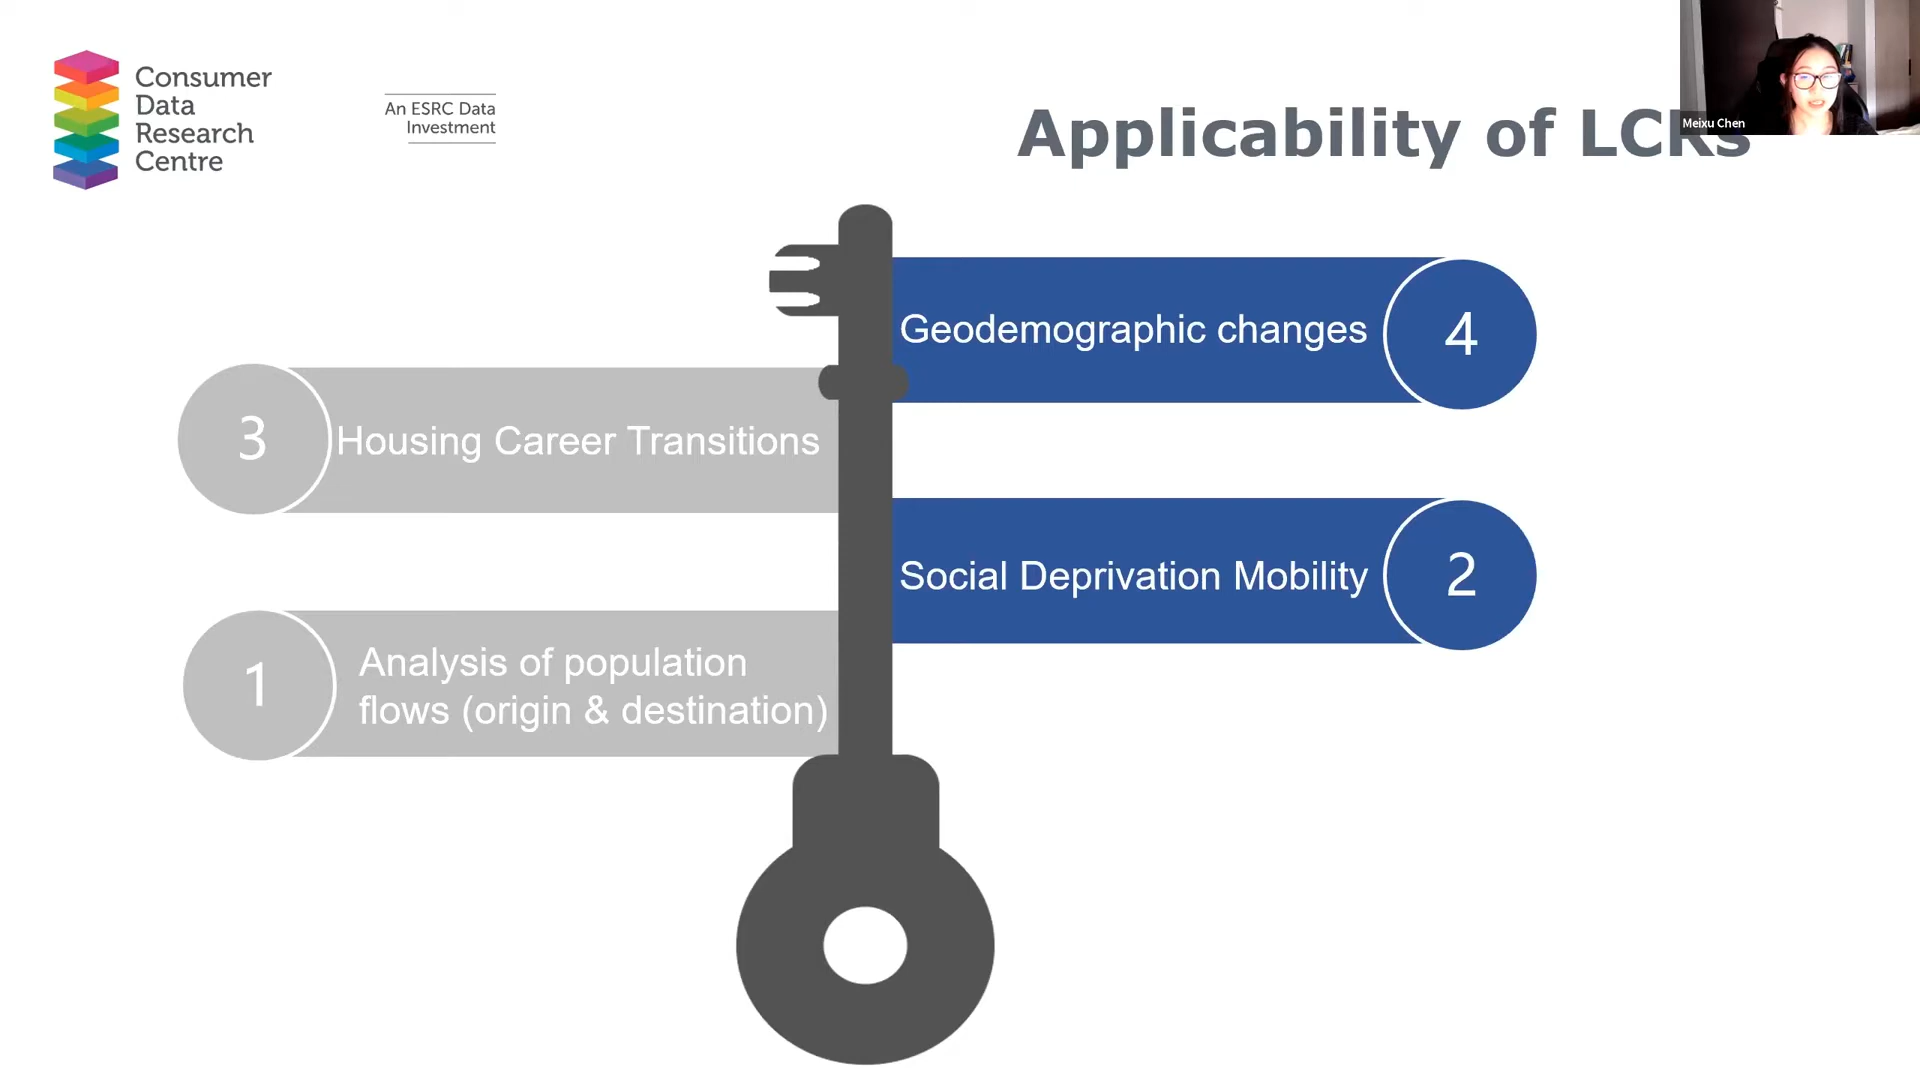 Consumer
Data
Research
Centre
An ESRC Data
Investment
Applicability of LCRs
Meixu Chen
Geodemographic changes
4
3
Housing Career Transitions
Social Deprivation Mobility
2
1
Analysis of population
flows (origin & destination)